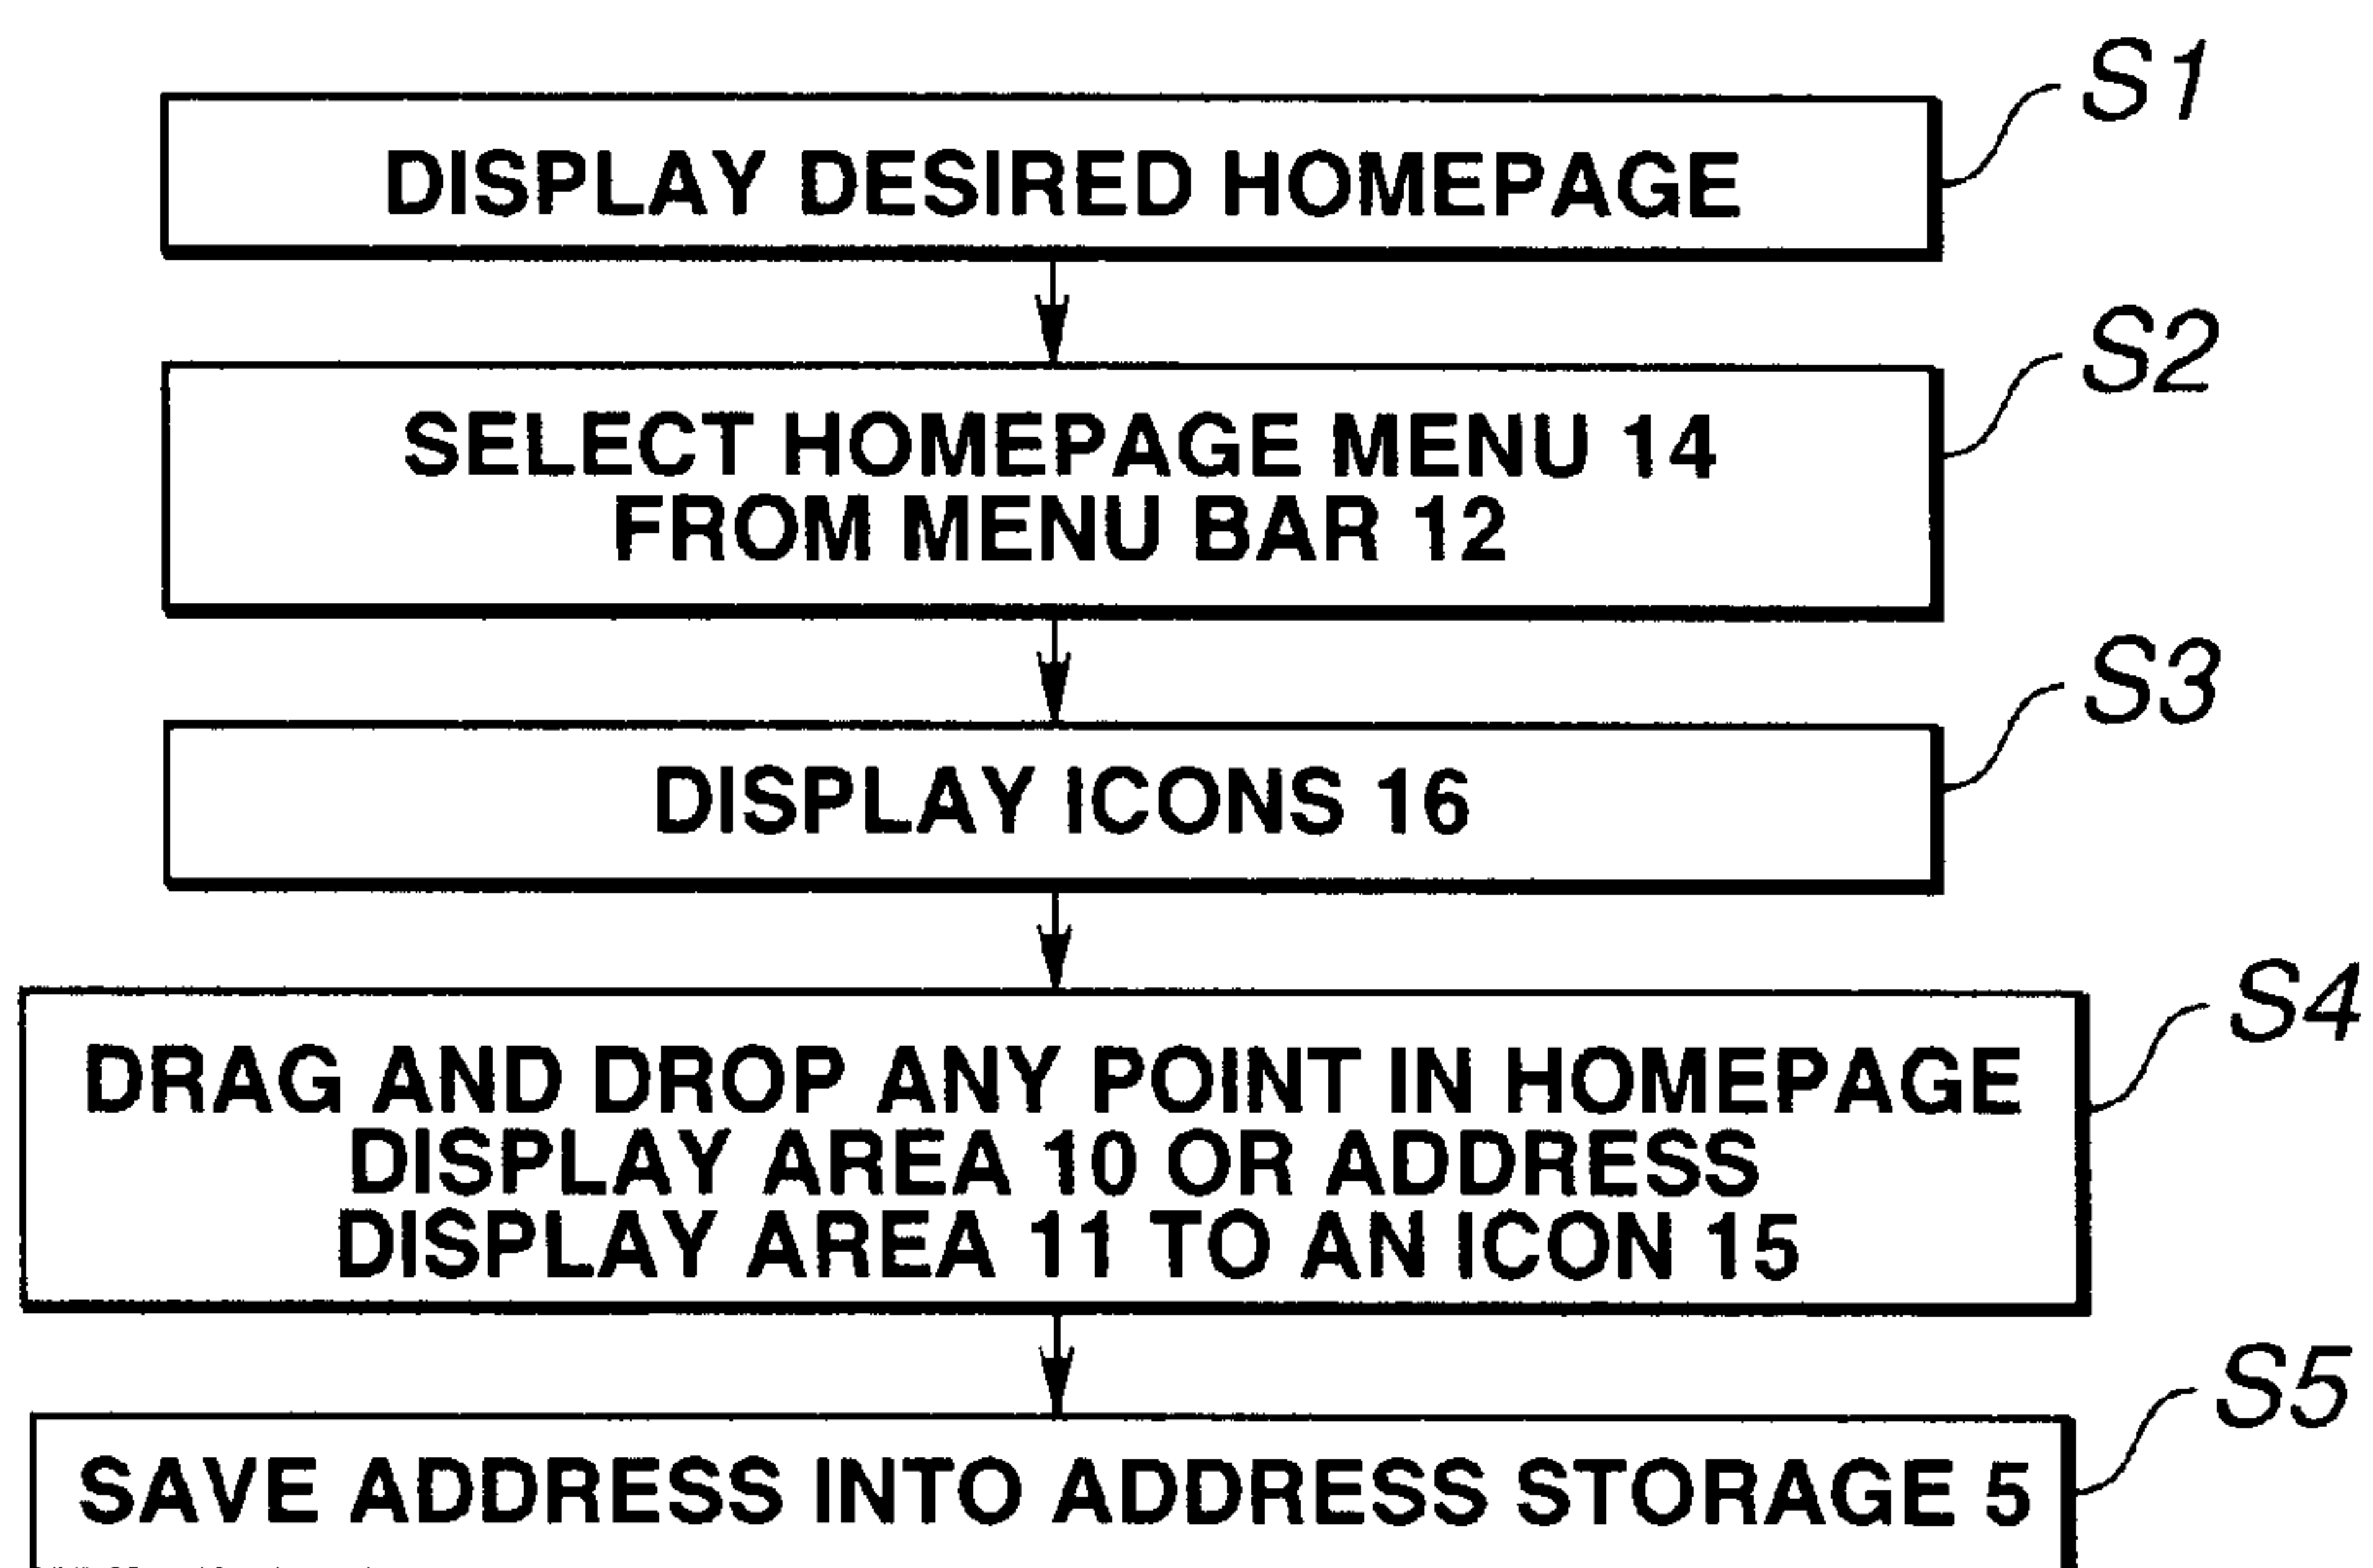 S1
DISPLAY DESIRED HOMEPAGE
S2
SELECT HOMEPAGE MENU 14
FROM MENU BAR 12
S3
DISPLAY ICONS 16
S4
DRAG AND DROP ANY POINT IN HOMEPAGE
DISPLAY AREA 10 OR ADDRESS
DISPLAY AREA 11 TO AN ICON 15
S5
SAVE ADDRESS INTO ADDRESS STORAGE 5